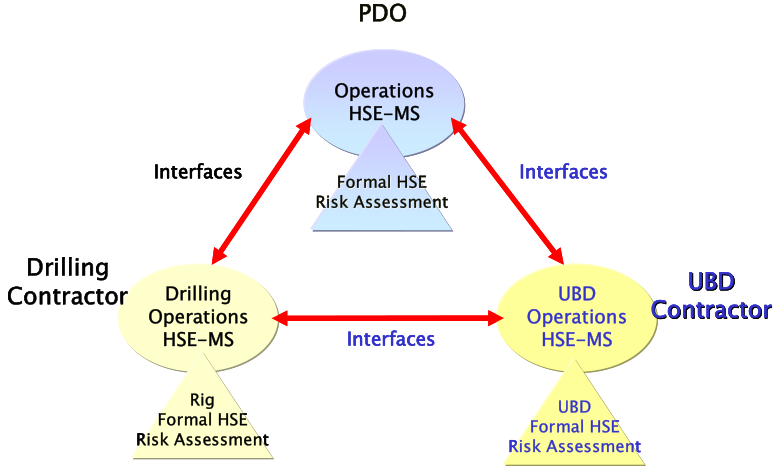 PDO
Operations
HSE-MS
Interfaces
Interfaces
Formal HSE
Risk Assessment
Drilling
Contractor
Drilling
Operations
HSE-MS
UBD
Operations
HSE-MS
UBD
Contractor
Interfaces
Rig
Formal HSE
Risk Assessment
UBD
Formal HSE
Risk Assessment